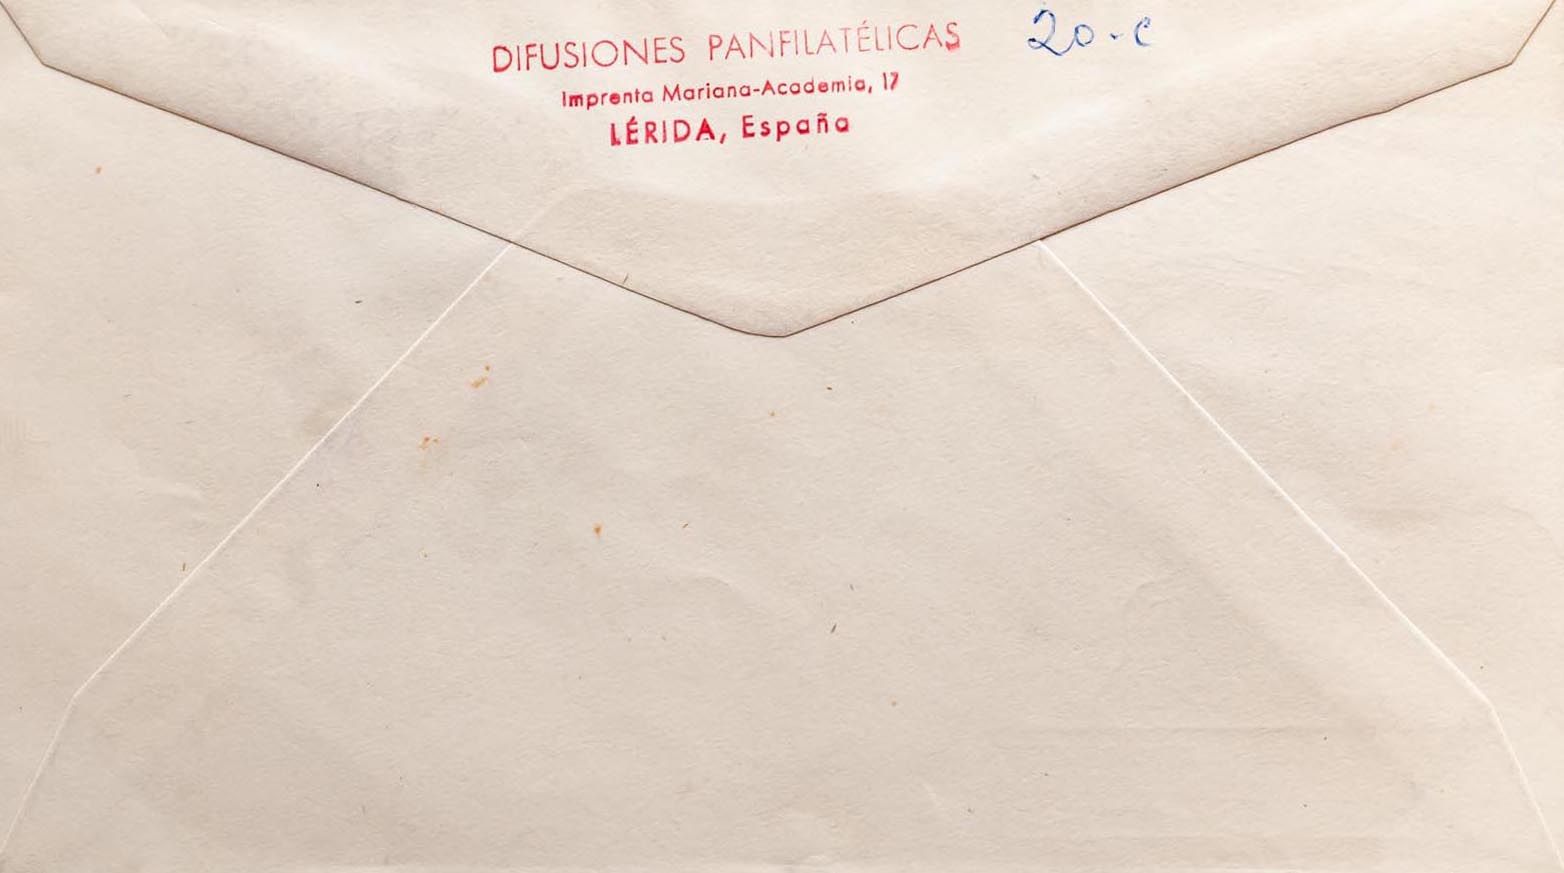 DIFUSIONES PANFILATÉLICAS
Imprenta Mariana-Academia, 17
LÉRIDA, España
20.-c